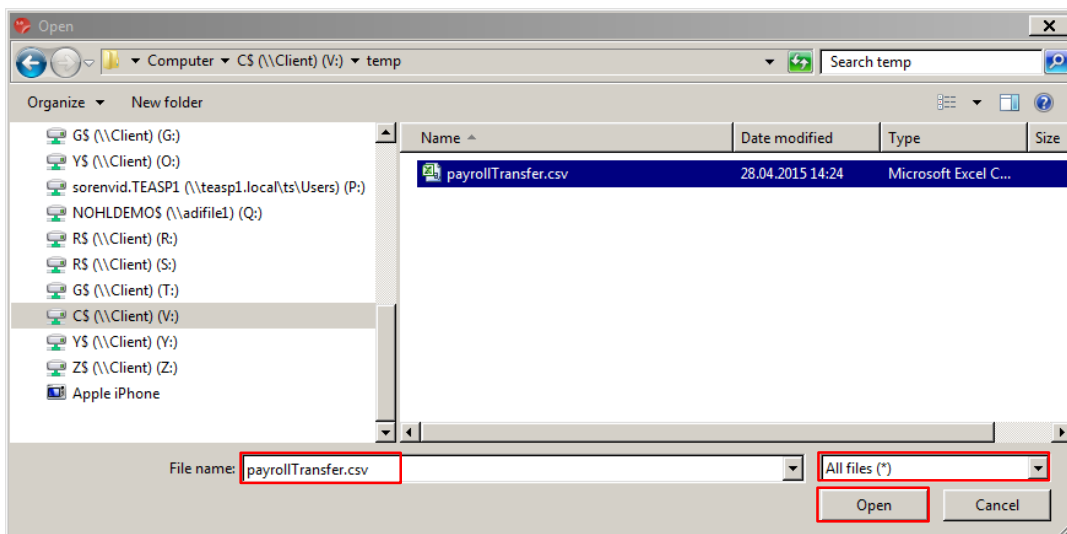 Open
Computer C$ (\\Client) (V:) temp
Search temp
Organize New folder
Name Date modified Type Size
G$ (\\Client) (G:)
Y$ (\\Client) (O:)
sorenvid.TEASP1 (\\teasp1.local\ts\Users) (P:)
NOHLDEMO$ (\\adifile1) (Q:)
R$ (\\Client) (R:)
R$ (\\Client) (S:)
G$ (\\Client) (T:)
C$ (\\Client) (V:)
Y$ (\\Client) (Y:)
Z$ (\\Client) (Z:)
Apple iPhone
payrollTransfer.csv 28.04.2015 14:24 Microsoft Excel C...
File name: payrollTransfer.csv All files (*)
Open Cancel